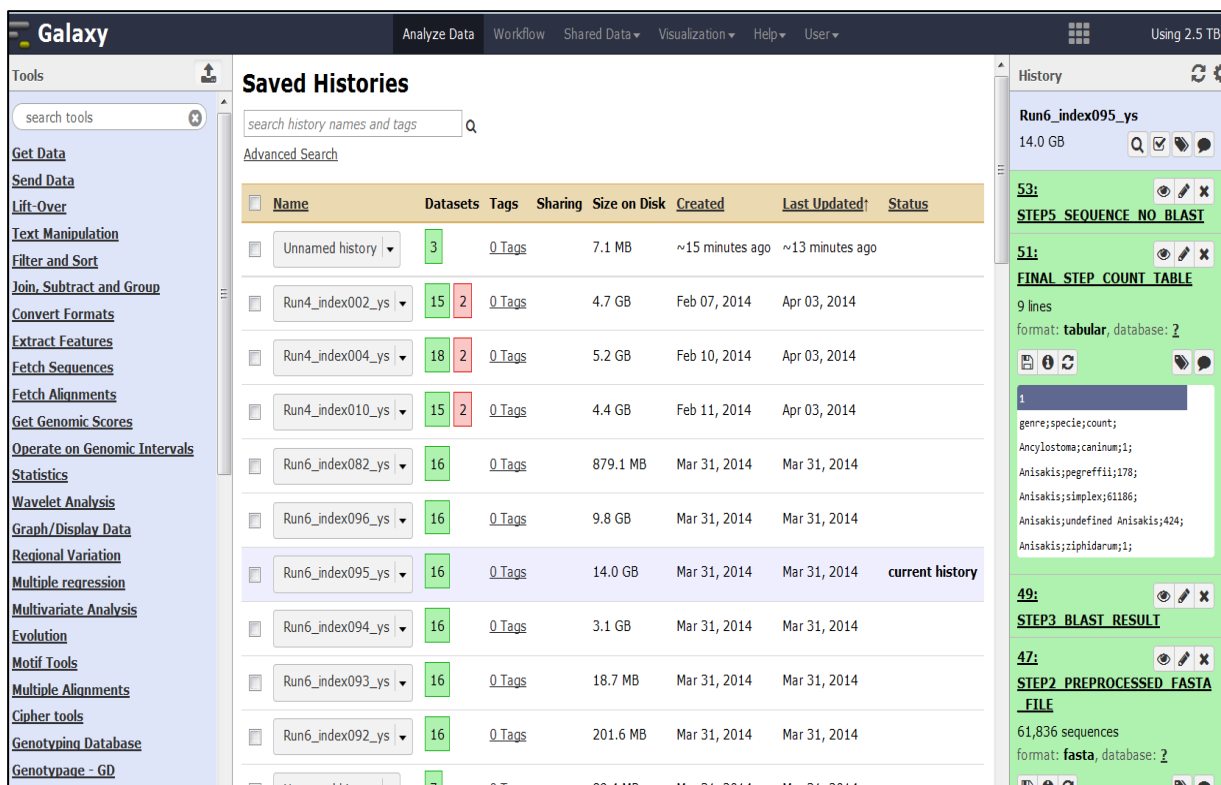 Galaxy
Analyze Data Workflow Shared Data Visualization Help User
Using 2.5 TB
Tools
search tools
Get Data
Send Data
Lift-Over
Text Manipulation
Filter and Sort
Join, Subtract and Group
Convert Formats
Extract Features
Fetch Sequences
Fetch Alignments
Get Genomic Scores
Operate on Genomic Intervals
Statistics
Wavelet Analysis
Graph/Display Data
Regional Variation
Multiple regression
Multivariate Analysis
Evolution
Motif Tools
Multiple Alignments
Cipher tools
Genotyping Database
Genotypage - GD
Saved Histories
search history names and tags
Advanced Search
Name Datasets Tags Sharing Size on Disk Created Last Updated↑ Status
Unnamed history 3 0 Tags 7.1 MB ~15 minutes ago ~13 minutes ago
Run4_index002_ys 15 2 0 Tags 4.7 GB Feb 07, 2014 Apr 03, 2014
Run4_index004_ys 18 2 0 Tags 5.2 GB Feb 10, 2014 Apr 03, 2014
Run4_index010_ys 15 2 0 Tags 4.4 GB Feb 11, 2014 Apr 03, 2014
Run6_index082_ys 16 0 Tags 879.1 MB Mar 31, 2014 Mar 31, 2014
Run6_index096_ys 16 0 Tags 9.8 GB Mar 31, 2014 Mar 31, 2014
Run6_index095_ys 16 0 Tags 14.0 GB Mar 31, 2014 Mar 31, 2014 current history
Run6_index094_ys 16 0 Tags 3.1 GB Mar 31, 2014 Mar 31, 2014
Run6_index093_ys 16 0 Tags 18.7 MB Mar 31, 2014 Mar 31, 2014
Run6_index092_ys 16 0 Tags 201.6 MB Mar 31, 2014 Mar 31, 2014
History
Run6_index095_ys
14.0 GB
53:
STEP5_SEQUENCE_NO_BLAST
51:
FINAL_STEP_COUNT_TABLE
9 lines
format: tabular, database: ?
1
genre;specie;count;
Ancylostoma;caninum;1;
Anisakis;pegreffii;178;
Anisakis;simplex;61186;
Anisakis;undefined Anisakis;424;
Anisakis;ziphidarum;1;
49:
STEP3_BLAST_RESULT
47:
STEP2_PREPROCESSED_FASTA
_FILE
61,836 sequences
format: fasta, database: ?